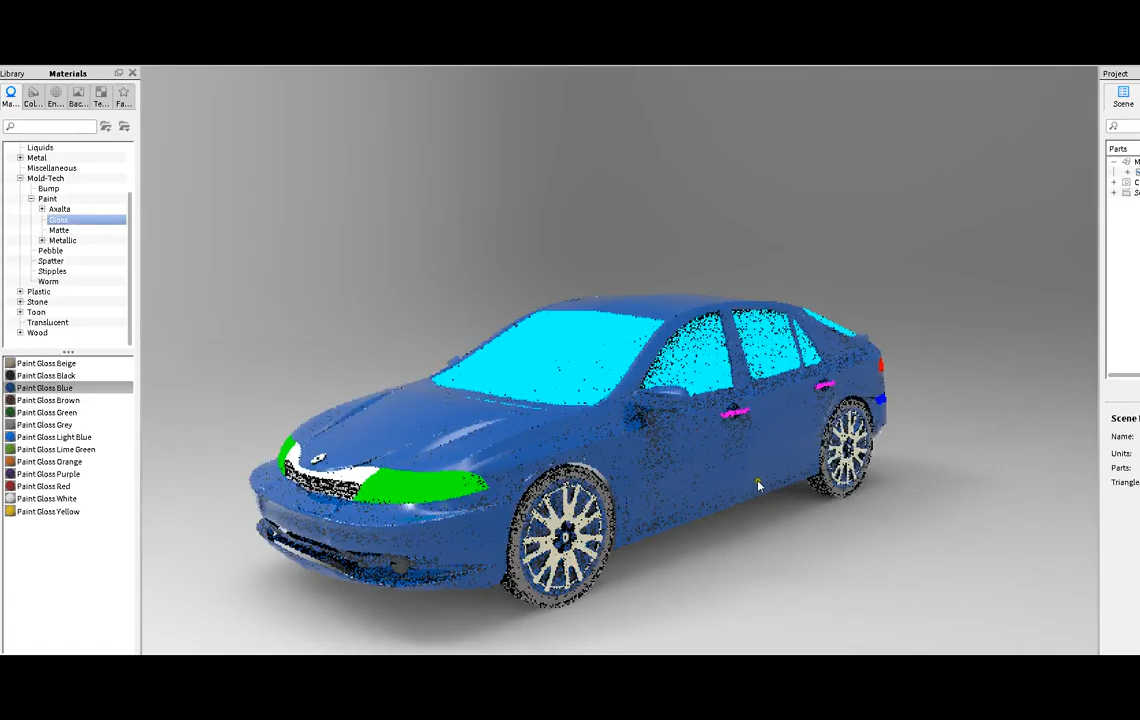 Library
Materials
Ma...
Col...
En...
Bac...
Te...
Fa...
Liquids
Metal
Miscellaneous
Mold-Tech
Bump
Paint
Axalta
Gloss
Matte
Metallic
Pebble
Spatter
Stipples
Worm
Plastic
Stone
Toon
Translucent
Wood
Paint Gloss Beige
Paint Gloss Black
Paint Gloss Blue
Paint Gloss Brown
Paint Gloss Green
Paint Gloss Grey
Paint Gloss Light Blue
Paint Gloss Lime Green
Paint Gloss Orange
Paint Gloss Purple
Paint Gloss Red
Paint Gloss White
Paint Gloss Yellow
Project
Scene
Parts
M
C
S
Scene
Name:
Units:
Parts:
Triangle